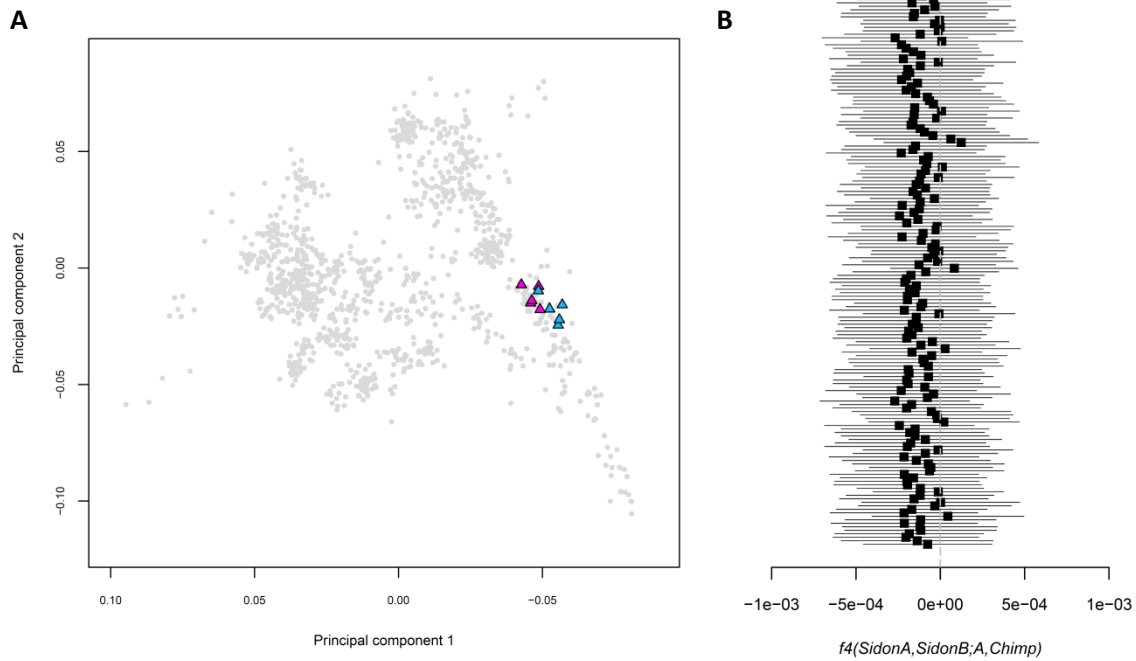 A
B
Principal component 2
0.05
0.00
−0.05
−0.10
0.10
0.05
0.00
−0.05
Principal component 1
−1e−03
−5e−04
0e+00
5e−04
1e−03
f4(SidonA,SidonB;A,Chimp)